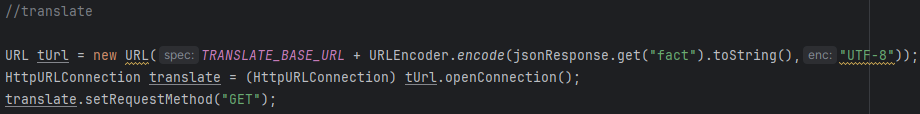 //translate
URL tUrl = new URL( spec: TRANSLATE_BASE_URL + URLEncoder.encode(jsonResponse.get("fact").toString(), enc: "UTF-8"));
HttpURLConnection translate = (HttpURLConnection) tUrl.openConnection();
translate.setRequestMethod("GET");